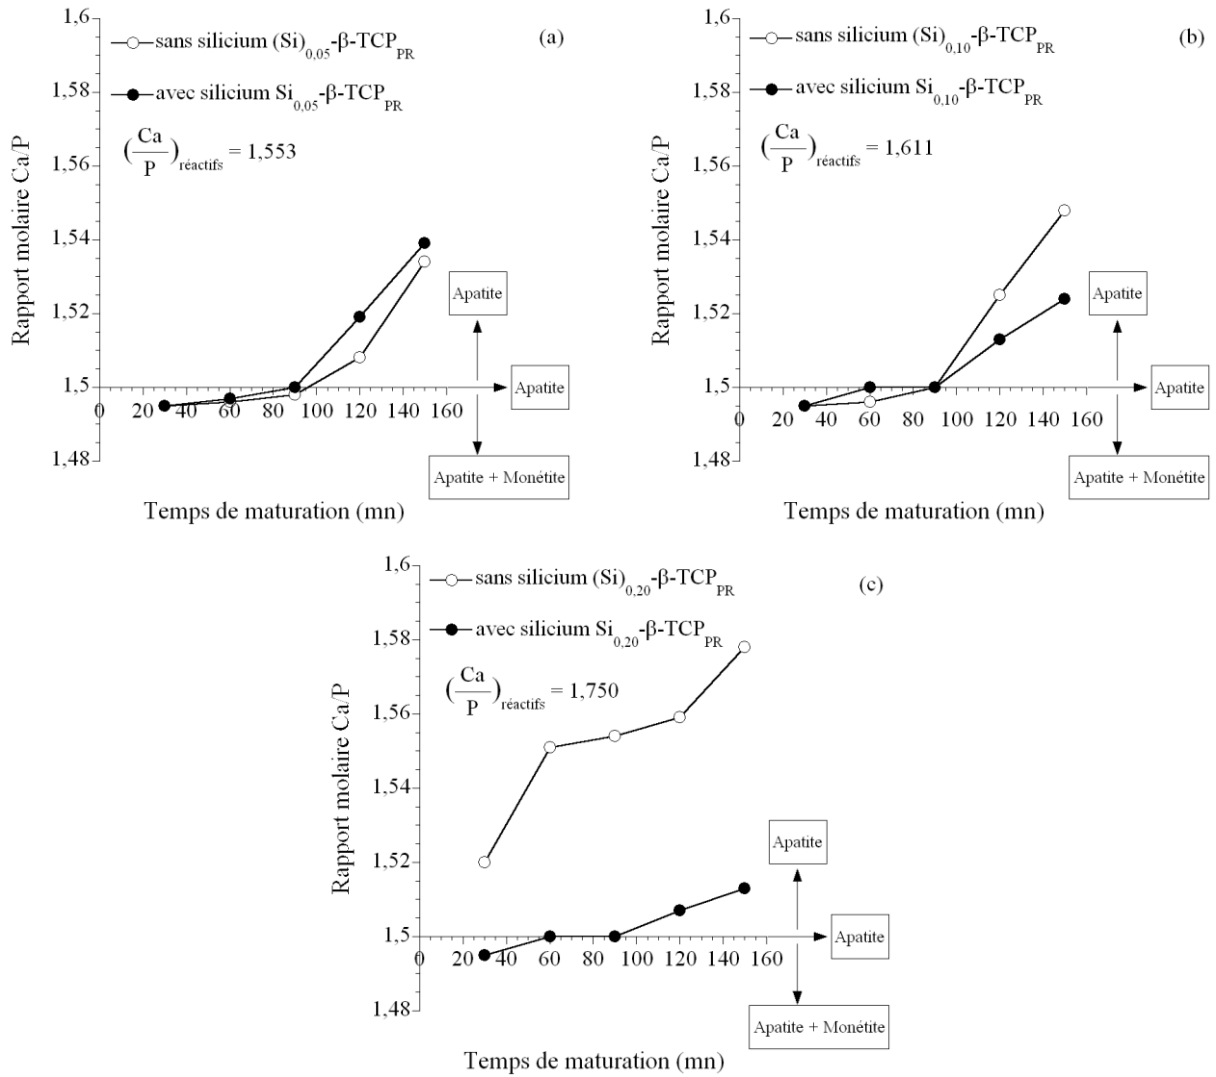 1,6
sans silicium (Si)0,05-β-TCPPR
(a)
1,58
avec silicium Si0,05-β-TCPPR
(Ca/P)réactifs = 1,553
1,56
1,54
1,52
1,5
1,48
Rapport molaire Ca/P
0 20 40 60 80 100 120 140 160
Apatite
Apatite
Apatite + Monétite
Temps de maturation (mn)
1,6
sans silicium (Si)0,10-β-TCPPR
(b)
1,58
avec silicium Si0,10-β-TCPPR
(Ca/P)réactifs = 1,611
1,56
1,54
1,52
1,5
1,48
Rapport molaire Ca/P
0 20 40 60 80 100 120 140 160
Apatite
Apatite
Apatite + Monétite
Temps de maturation (mn)
1,6
sans silicium (Si)0,20-β-TCPPR
(c)
1,58
avec silicium Si0,20-β-TCPPR
(Ca/P)réactifs = 1,750
1,56
1,54
1,52
1,5
1,48
Rapport molaire Ca/P
0 20 40 60 80 100 120 140 160
Apatite
Apatite
Apatite + Monétite
Temps de maturation (mn)